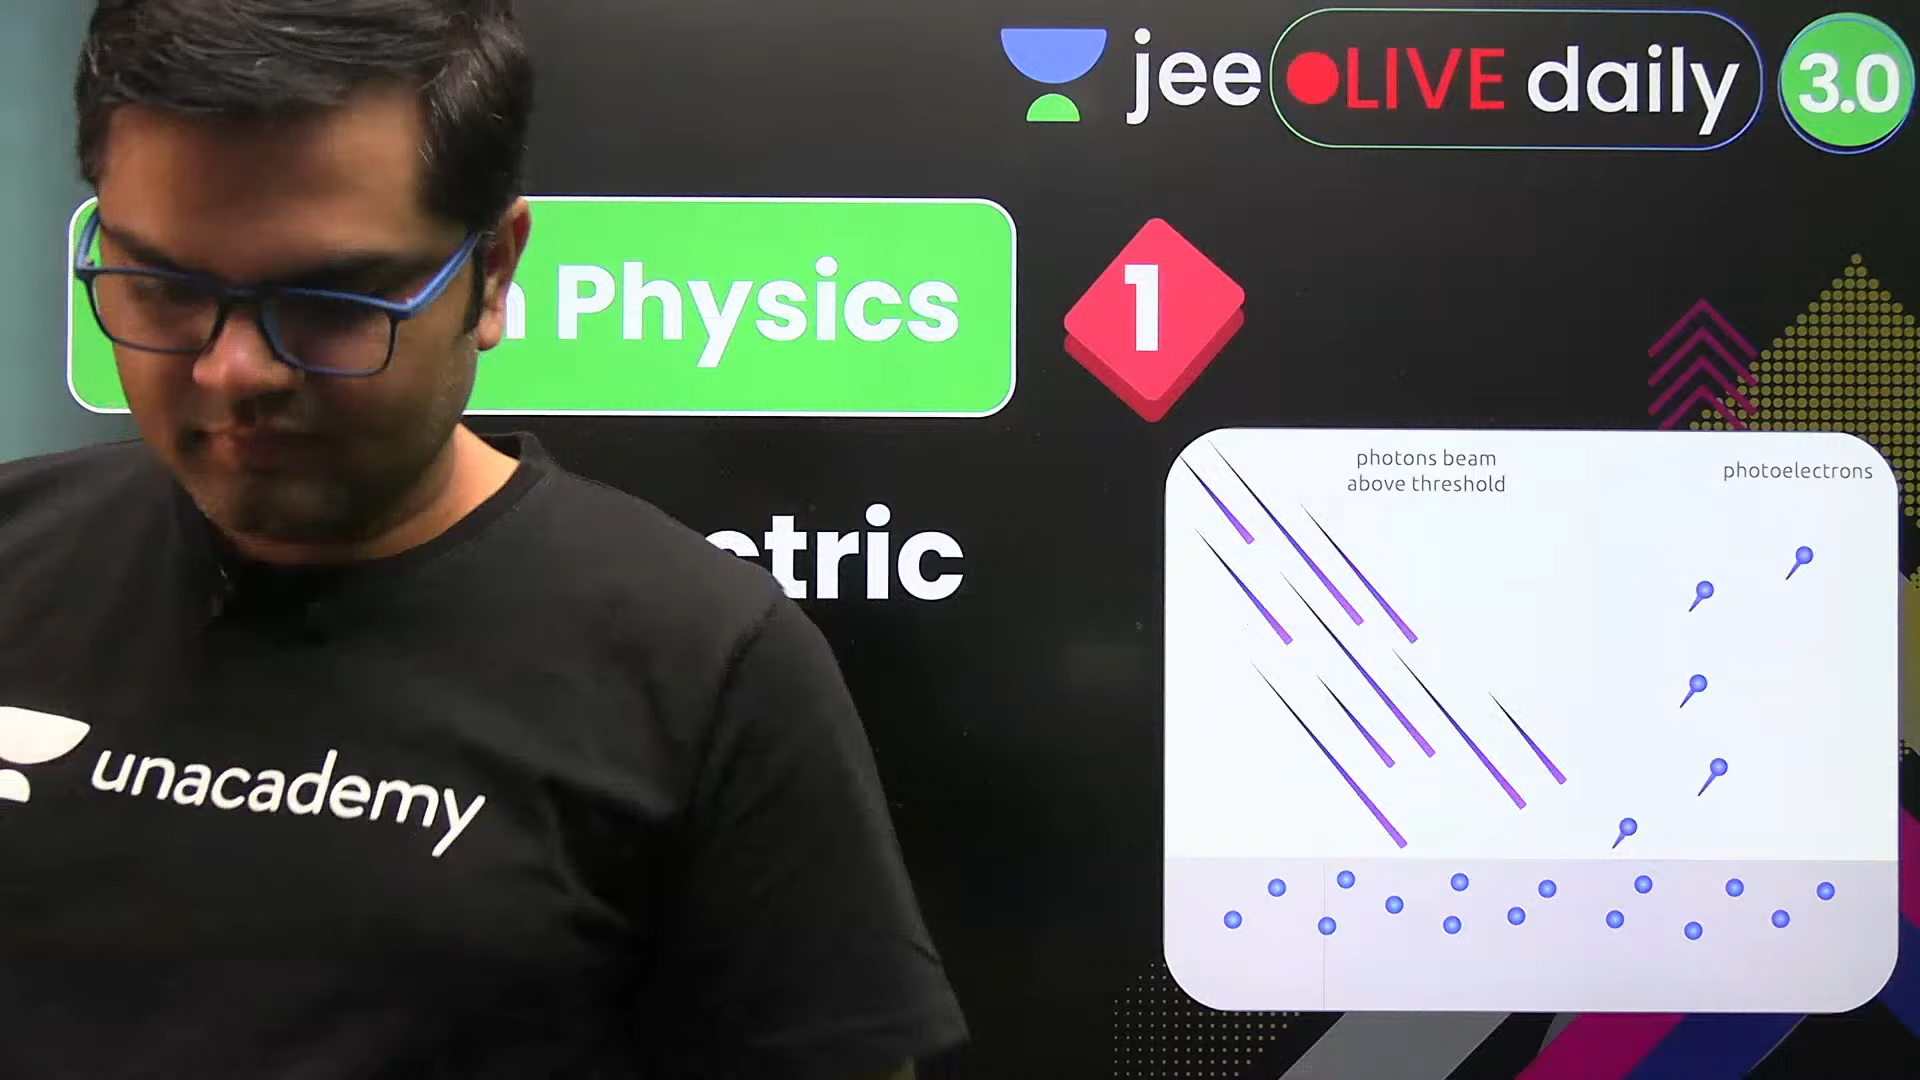 jee LIVE daily 3.0
Physics
1
photons beam
above threshold
photoelectrons
tric
unacademy